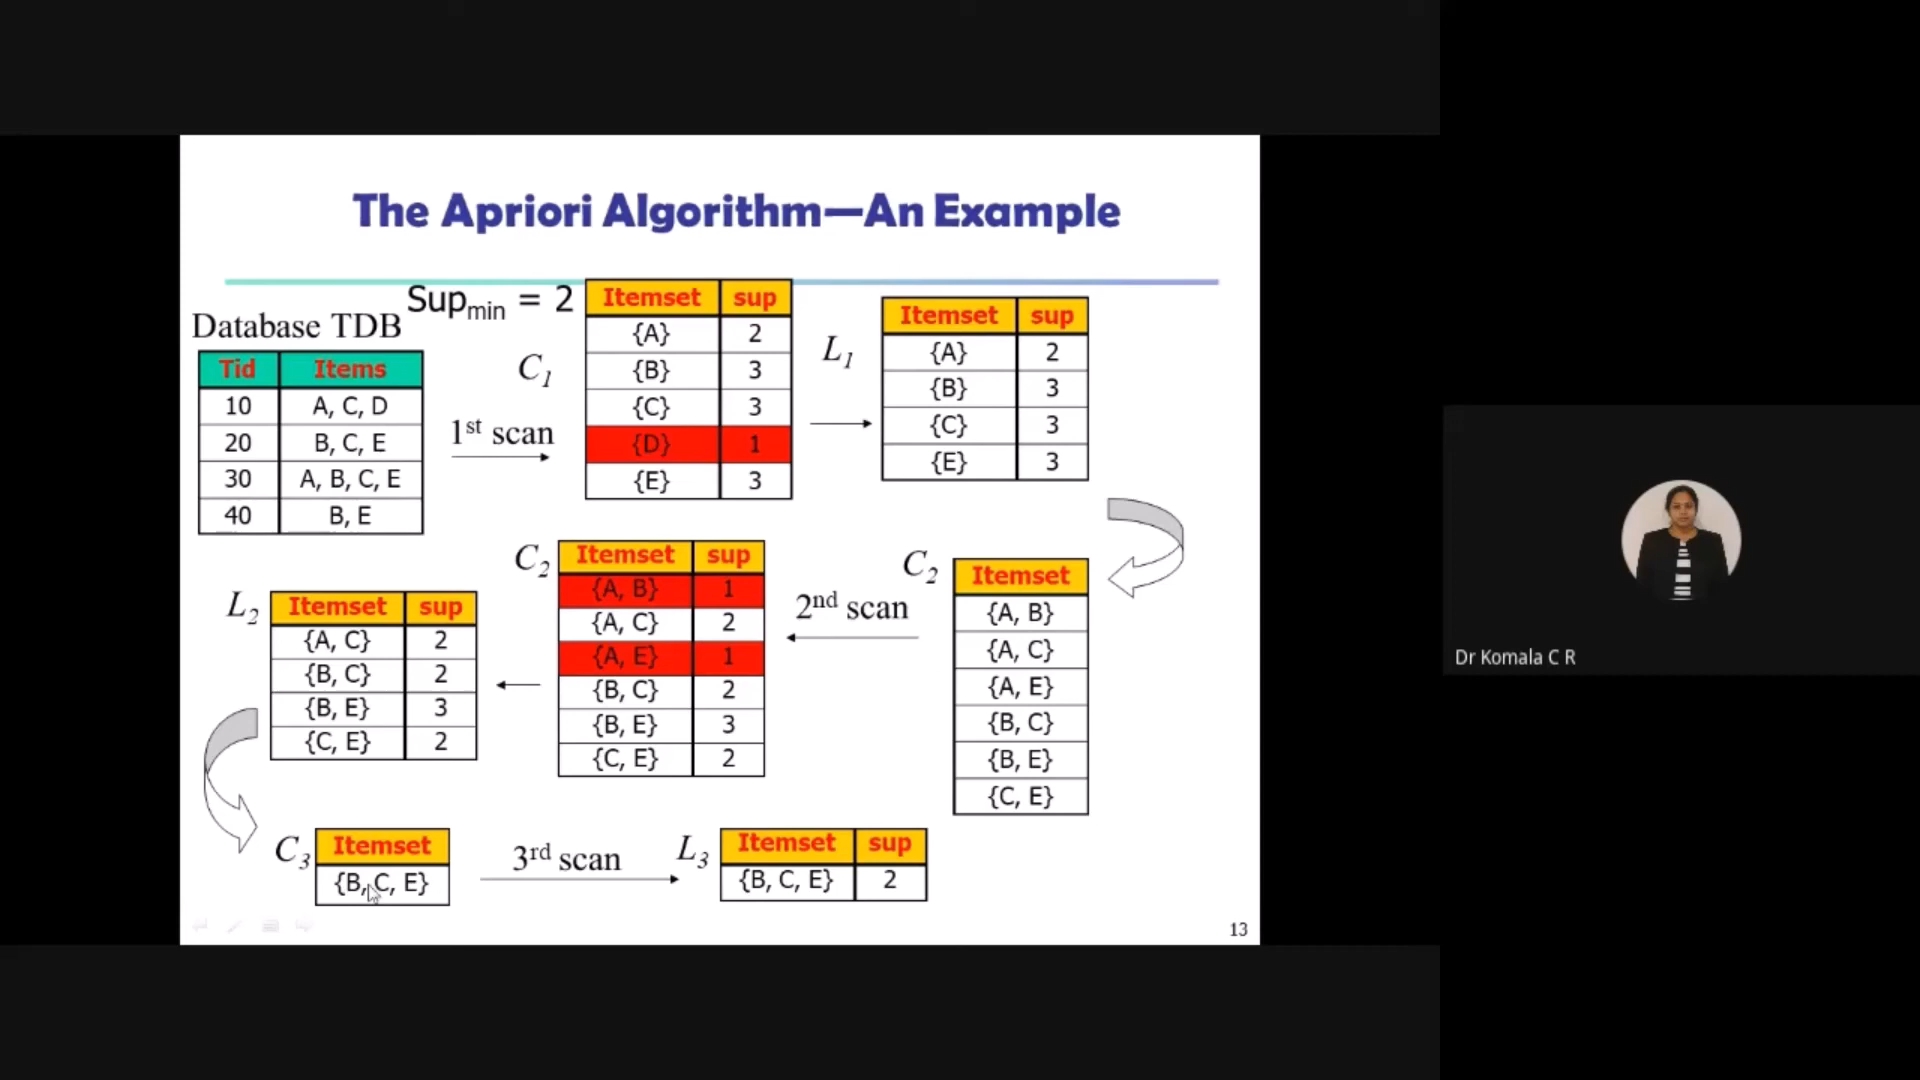 The Apriori Algorithm—An Example
Sup min = 2
Database TDB
Tid Items
10 A, C, D
20 B, C, E
30 A, B, C, E
40 B, E
1st scan
C1
Itemset sup
{A} 2
{B} 3
{C} 3
{D} 1
{E} 3
L1
Itemset sup
{A} 2
{B} 3
{C} 3
{E} 3
C2
Itemset
{A, B}
{A, C}
{A, E}
{B, C}
{B, E}
{C, E}
2nd scan
C2
Itemset sup
{A, B} 1
{A, C} 2
{A, E} 1
{B, C} 2
{B, E} 3
{C, E} 2
L2
Itemset sup
{A, C} 2
{B, C} 2
{B, E} 3
{C, E} 2
C3
Itemset
{B, C, E}
3rd scan
L3
Itemset sup
{B, C, E} 2
13
Dr Komala C R